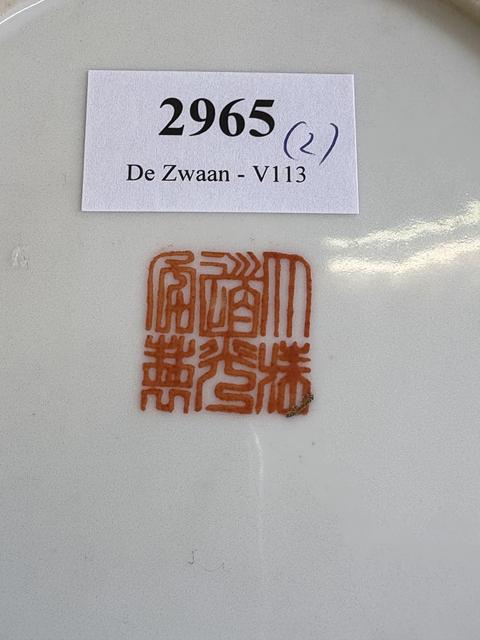 2965
(2)
De Zwaan - V113
大清
道光
年製